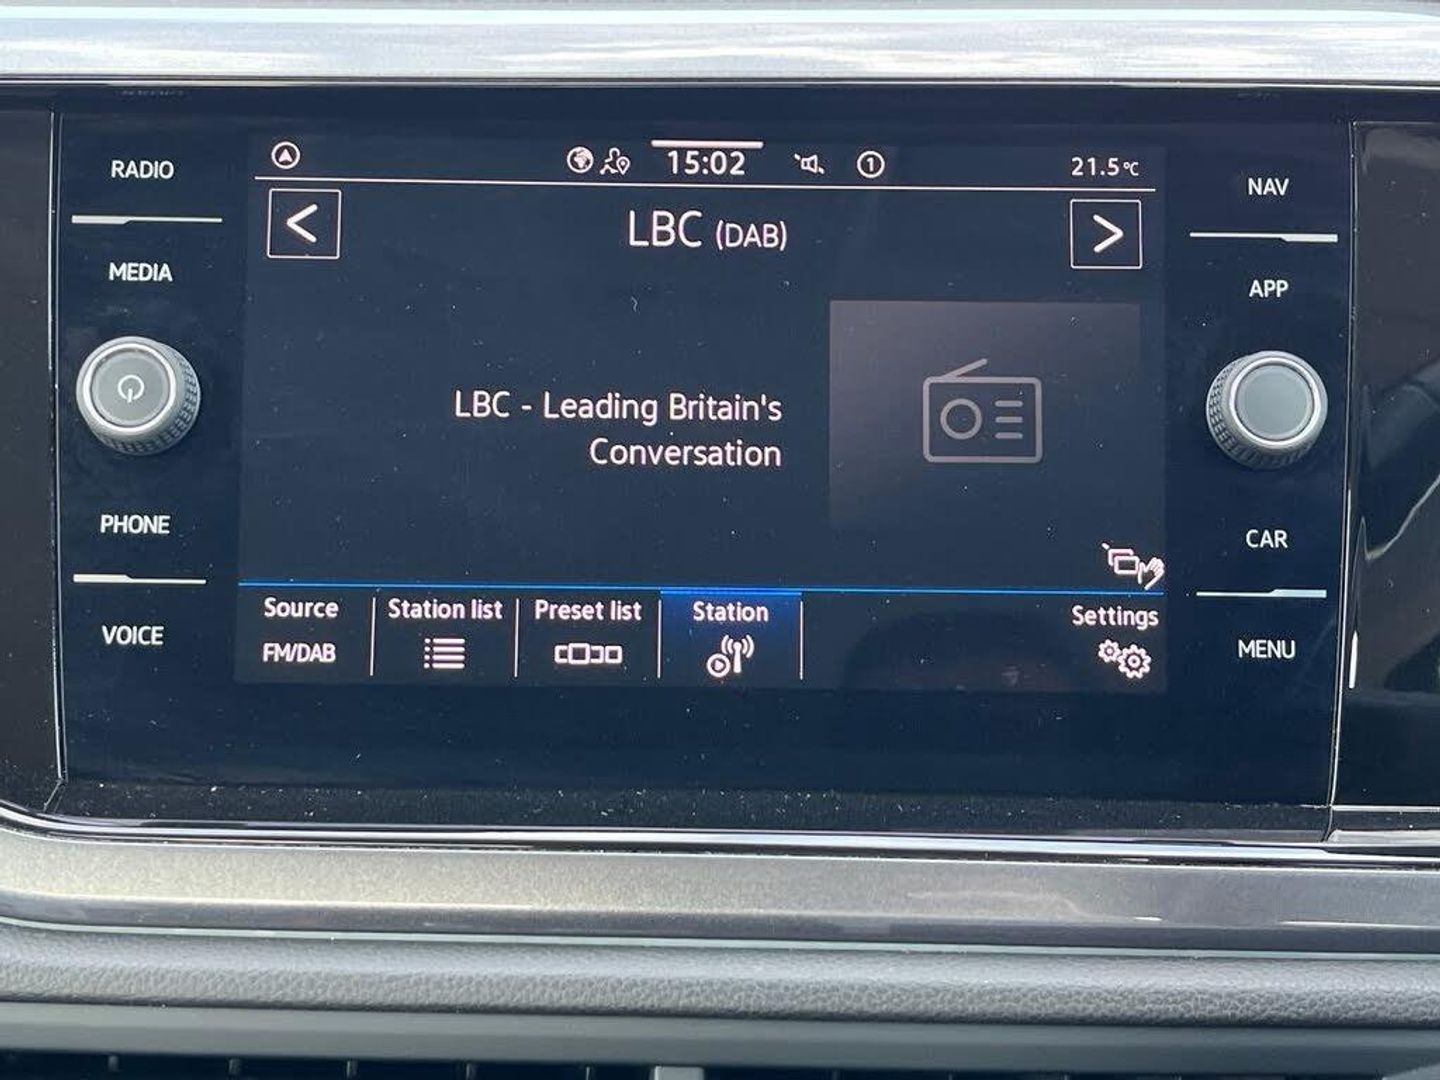 RADIO
MEDIA
PHONE
VOICE
15:02
1
21.5°C
LBC (DAB)
LBC - Leading Britain's
Conversation
Source
FM/DAB
Station list
Preset list
Station
Settings
NAV
APP
CAR
MENU